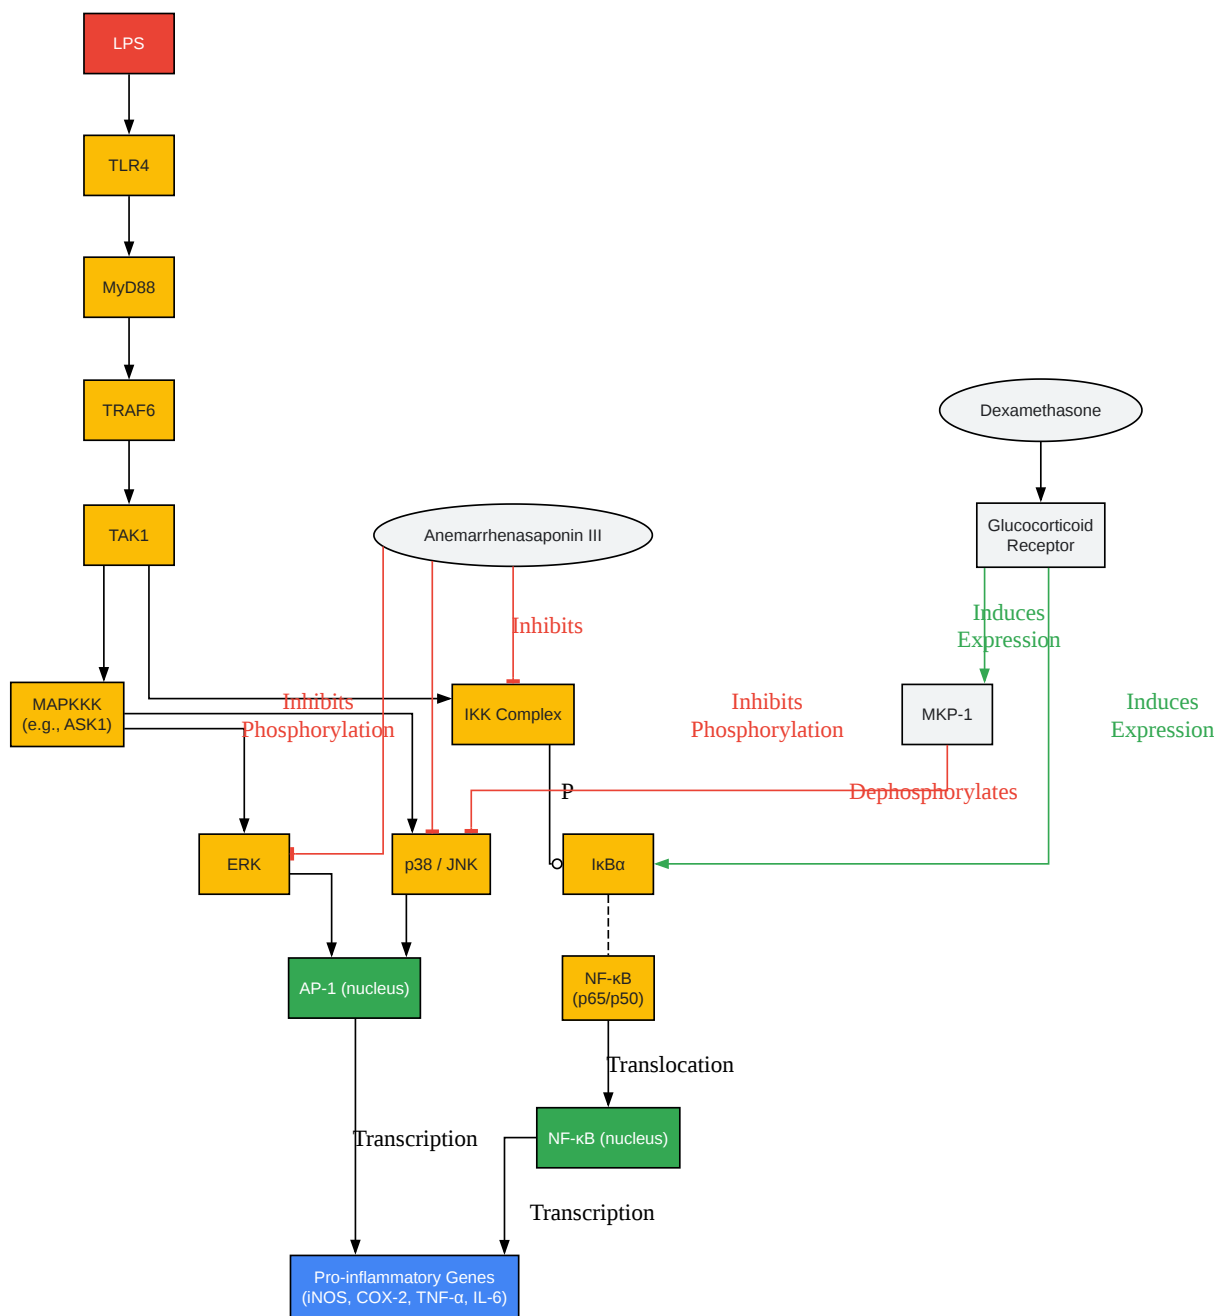 LPS
TLR4
MyD88
TRAF6
Dexamethasone
TAK1
Anemarrhenasaponin III
Glucocorticoid
Receptor
Inhibits
Induces
Expression
MAPKKK
(e.g., ASK1)
Inhibits
Phosphorylation
IKK Complex
Inhibits
Phosphorylation
MKP-1
Induces
Expression
P
Dephosphorylates
ERK
p38 / JNK
IκBα
AP-1 (nucleus)
NF-κB
(p65/p50)
Translocation
Transcription
NF-κB (nucleus)
Transcription
Pro-inflammatory Genes
(iNOS, COX-2, TNF-α, IL-6)